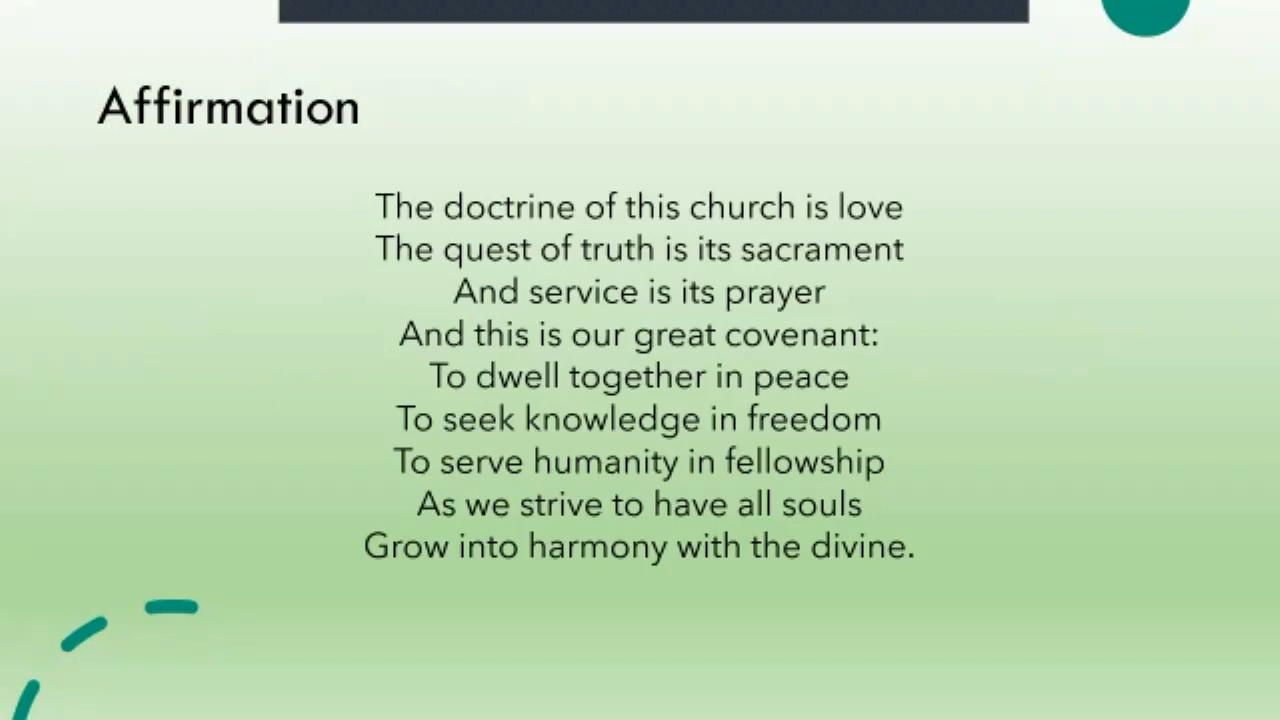 Affirmation
The doctrine of this church is love
The quest of truth is its sacrament
And service is its prayer
And this is our great covenant:
To dwell together in peace
To seek knowledge in freedom
To serve humanity in fellowship
As we strive to have all souls
Grow into harmony with the divine.